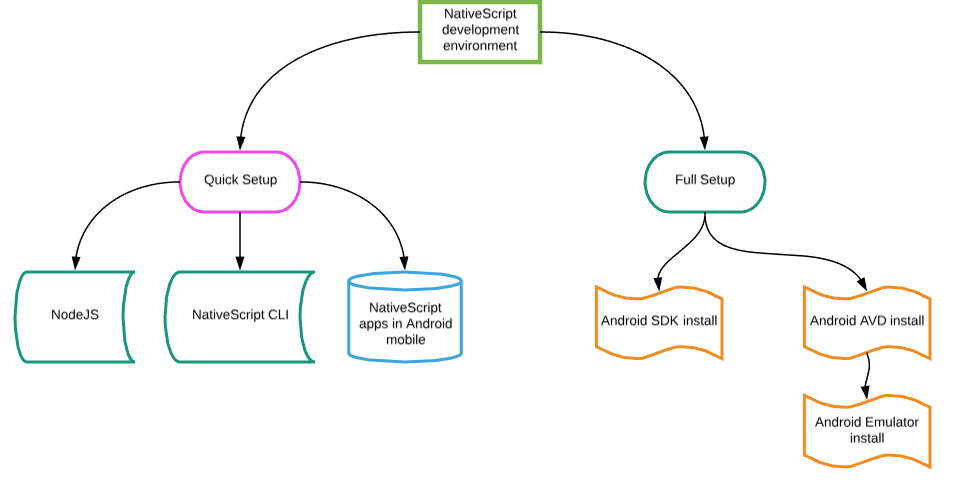 NativeScript
development
environment
Quick Setup
Full Setup
NodeJS
NativeScript CLI
NativeScript
apps in Android
mobile
Android SDK install
Android AVD install
Android Emulator
install